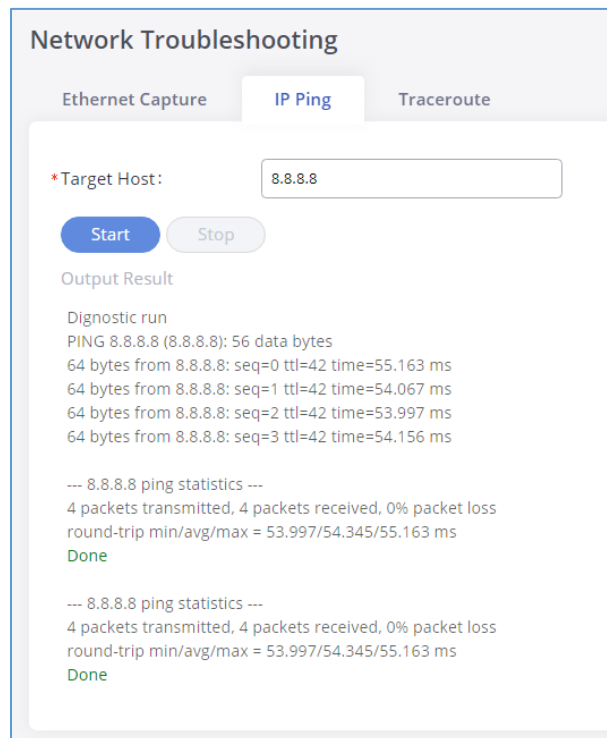 Network Troubleshooting
Ethernet Capture IP Ping Traceroute
*Target Host: 8.8.8.8
Start Stop
Output Result
Dignostic run
PING 8.8.8.8 (8.8.8.8): 56 data bytes
64 bytes from 8.8.8.8: seq=0 ttl=42 time=55.163 ms
64 bytes from 8.8.8.8: seq=1 ttl=42 time=54.067 ms
64 bytes from 8.8.8.8: seq=2 ttl=42 time=53.997 ms
64 bytes from 8.8.8.8: seq=3 ttl=42 time=54.156 ms
--- 8.8.8.8 ping statistics ---
4 packets transmitted, 4 packets received, 0% packet loss
round-trip min/avg/max = 53.997/54.345/55.163 ms
Done
--- 8.8.8.8 ping statistics ---
4 packets transmitted, 4 packets received, 0% packet loss
round-trip min/avg/max = 53.997/54.345/55.163 ms
Done